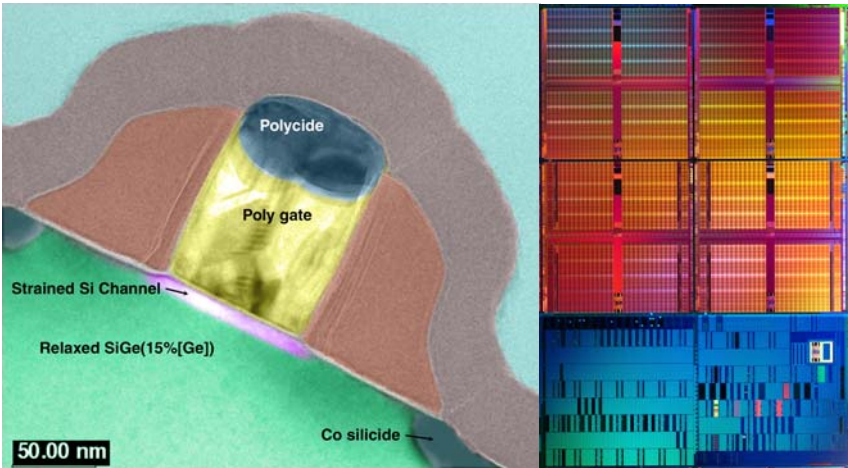 Polycide
Poly gate
Strained Si Channel
Relaxed SiGe(15%[Ge])
Co silicide
50.00 nm